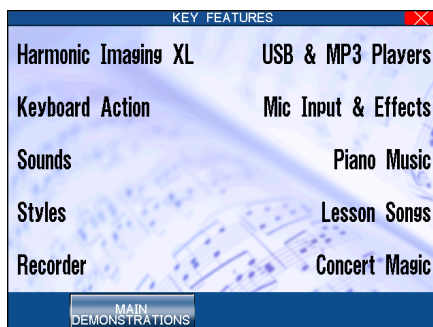 KEY FEATURES
Harmonic Imaging XL
USB & MP3 Players
Keyboard Action
Mic Input & Effects
Sounds
Piano Music
Styles
Lesson Songs
Recorder
Concert Magic
MAIN
DEMONSTRATIONS